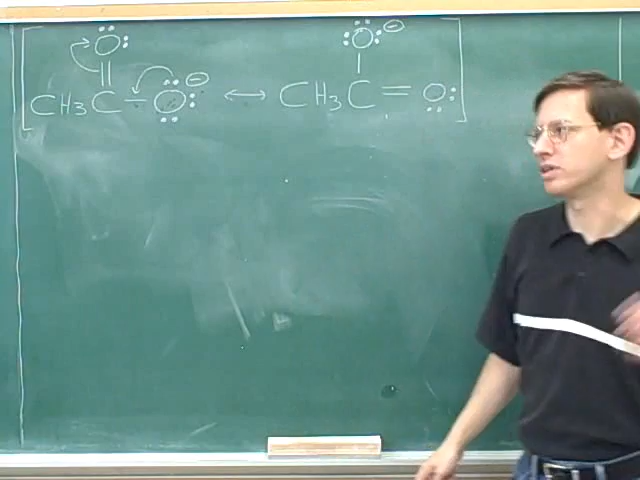 [ :Ö: :Ö:⊖ ]
‖ |
CH₃C–Ö:⊖ ↔ CH₃C=Ö: